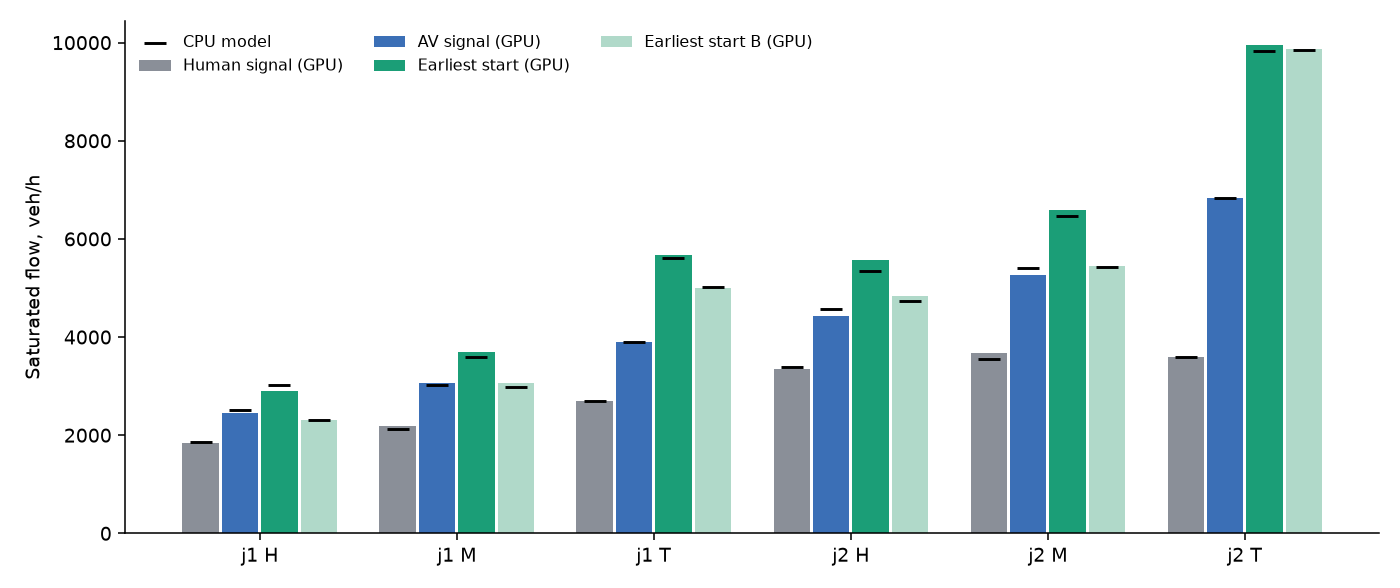 CPU model
Human signal (GPU)
AV signal (GPU)
Earliest start (GPU)
Earliest start B (GPU)
Saturated flow, veh/h
10000
8000
6000
4000
2000
0
j1 H
j1 M
j1 T
j2 H
j2 M
j2 T